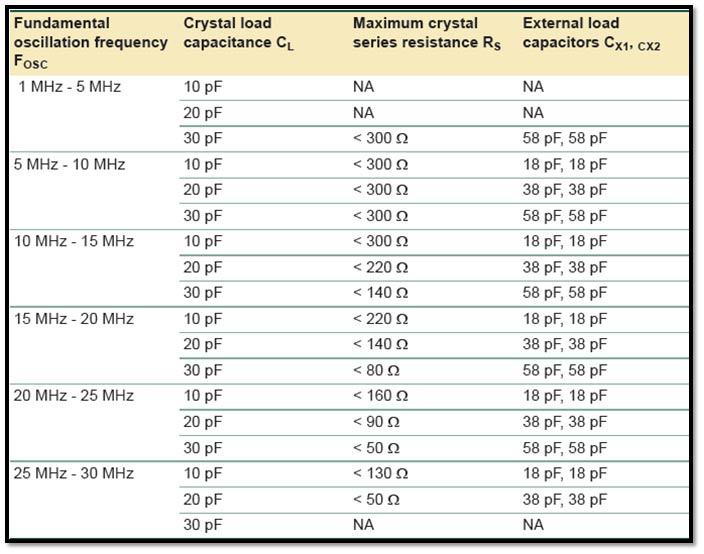 Fundamental oscillation frequency FOSC | Crystal load capacitance CL | Maximum crystal series resistance RS | External load capacitors CX1, CX2
1 MHz - 5 MHz | 10 pF | NA | NA
20 pF | NA | NA
30 pF | < 300 Ω | 58 pF, 58 pF
5 MHz - 10 MHz | 10 pF | < 300 Ω | 18 pF, 18 pF
20 pF | < 300 Ω | 38 pF, 38 pF
30 pF | < 300 Ω | 58 pF, 58 pF
10 MHz - 15 MHz | 10 pF | < 300 Ω | 18 pF, 18 pF
20 pF | < 220 Ω | 38 pF, 38 pF
30 pF | < 140 Ω | 58 pF, 58 pF
15 MHz - 20 MHz | 10 pF | < 220 Ω | 18 pF, 18 pF
20 pF | < 140 Ω | 38 pF, 38 pF
30 pF | < 80 Ω | 58 pF, 58 pF
20 MHz - 25 MHz | 10 pF | < 160 Ω | 18 pF, 18 pF
20 pF | < 90 Ω | 38 pF, 38 pF
30 pF | < 50 Ω | 58 pF, 58 pF
25 MHz - 30 MHz | 10 pF | < 130 Ω | 18 pF, 18 pF
20 pF | < 50 Ω | 38 pF, 38 pF
30 pF | NA | NA